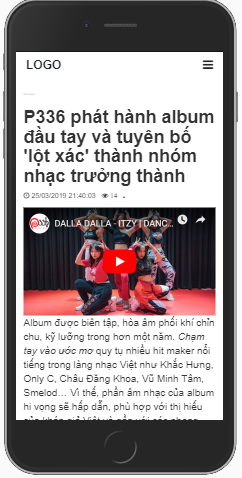 LOGO
P336 phát hành album
đầu tay và tuyên bố
'lột xác' thành nhóm
nhạc trưởng thành
25/03/2019 21:40:03 14
DALLA DALLA - ITZY | DANC...
Album được biên tập, hòa âm phối khí chỉn
chu, kỹ lưỡng trong hơn một năm. Chạm
tay vào ước mơ quy tụ nhiều hit maker nổi
tiếng trong làng nhạc Việt như Khắc Hưng,
Only C, Châu Đăng Khoa, Vũ Minh Tâm,
Smelod... Vì thế, phần âm nhạc của album
hi vọng sẽ hấp dẫn, phù hợp với thị hiếu